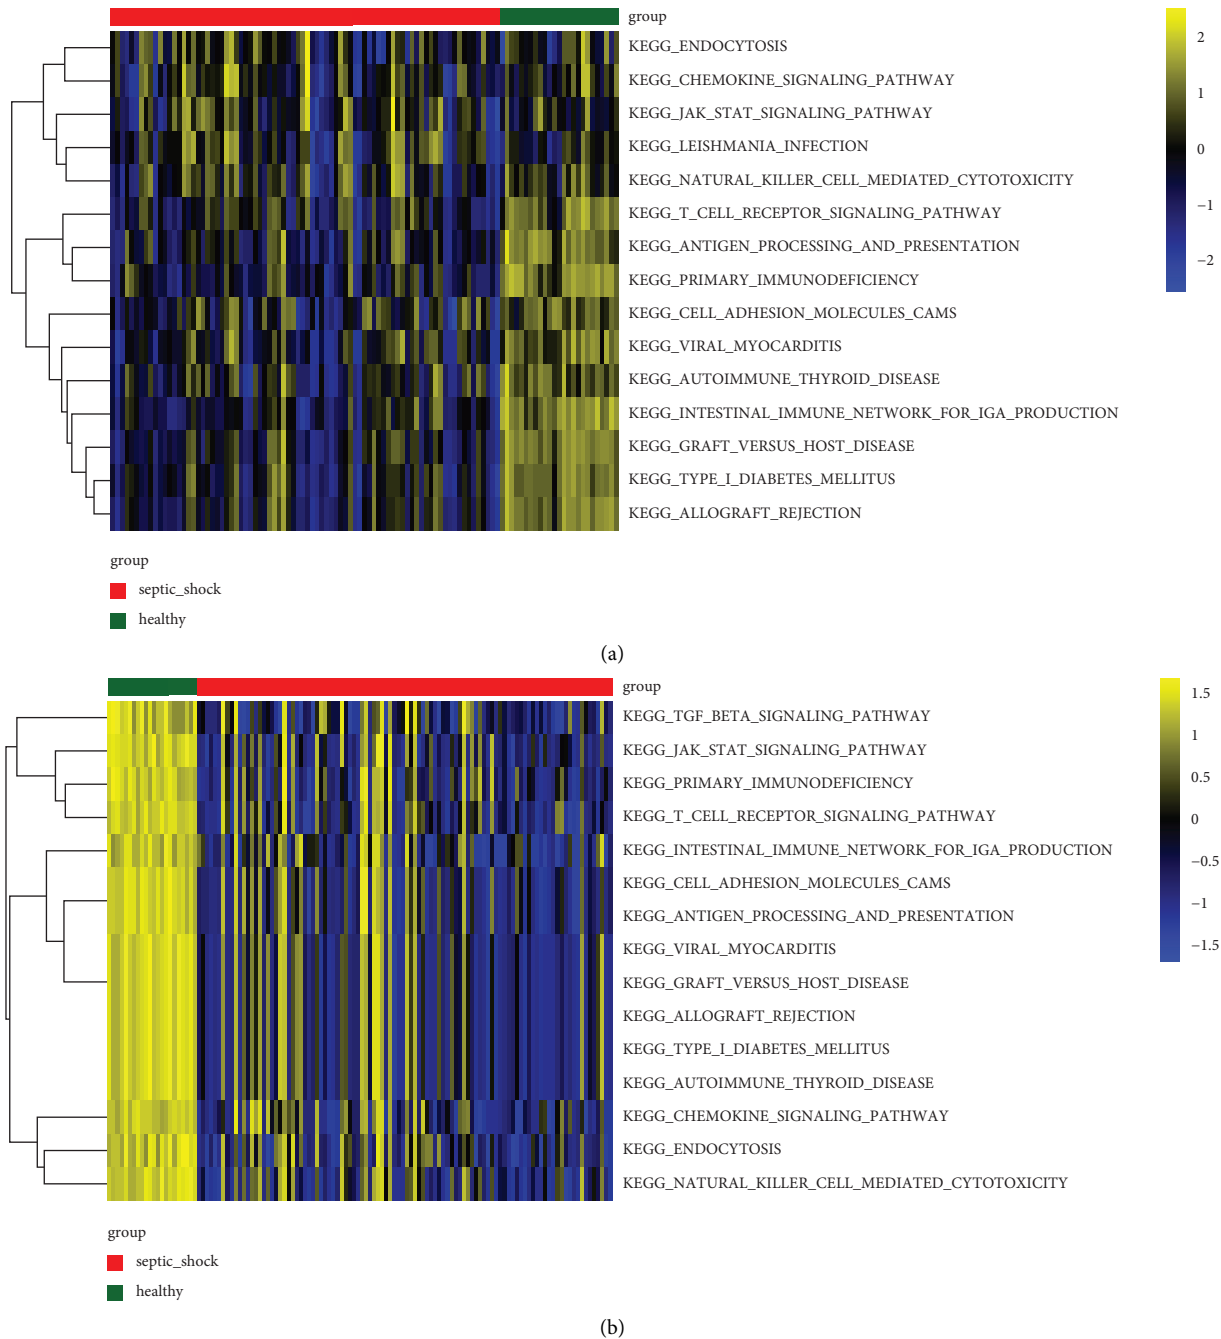 group
KEGG_ENDOCYTOSIS
KEGG_CHEMOKINE_SIGNALING_PATHWAY
KEGG_JAK_STAT_SIGNALING_PATHWAY
KEGG_LEISHMANIA_INFECTION
KEGG_NATURAL_KILLER_CELL_MEDIATED_CYTOTOXICITY
KEGG_T_CELL_RECEPTOR_SIGNALING_PATHWAY
KEGG_ANTIGEN_PROCESSING_AND_PRESENTATION
KEGG_PRIMARY_IMMUNODEFICIENCY
KEGG_CELL_ADHESION_MOLECULES_CAMS
KEGG_VIRAL_MYOCARDITIS
KEGG_AUTOIMMUNE_THYROID_DISEASE
KEGG_INTESTINAL_IMMUNE_NETWORK_FOR_IGA_PRODUCTION
KEGG_GRAFT_VERSUS_HOST_DISEASE
KEGG_TYPE_I_DIABETES_MELLITUS
KEGG_ALLOGRAFT_REJECTION
2
1
0
−1
−2
group
septic_shock
healthy
(a)
group
KEGG_TGF_BETA_SIGNALING_PATHWAY
KEGG_JAK_STAT_SIGNALING_PATHWAY
KEGG_PRIMARY_IMMUNODEFICIENCY
KEGG_T_CELL_RECEPTOR_SIGNALING_PATHWAY
KEGG_INTESTINAL_IMMUNE_NETWORK_FOR_IGA_PRODUCTION
KEGG_CELL_ADHESION_MOLECULES_CAMS
KEGG_ANTIGEN_PROCESSING_AND_PRESENTATION
KEGG_VIRAL_MYOCARDITIS
KEGG_GRAFT_VERSUS_HOST_DISEASE
KEGG_ALLOGRAFT_REJECTION
KEGG_TYPE_I_DIABETES_MELLITUS
KEGG_AUTOIMMUNE_THYROID_DISEASE
KEGG_CHEMOKINE_SIGNALING_PATHWAY
KEGG_ENDOCYTOSIS
KEGG_NATURAL_KILLER_CELL_MEDIATED_CYTOTOXICITY
1.5
1
0.5
0
−0.5
−1
−1.5
group
septic_shock
healthy
(b)